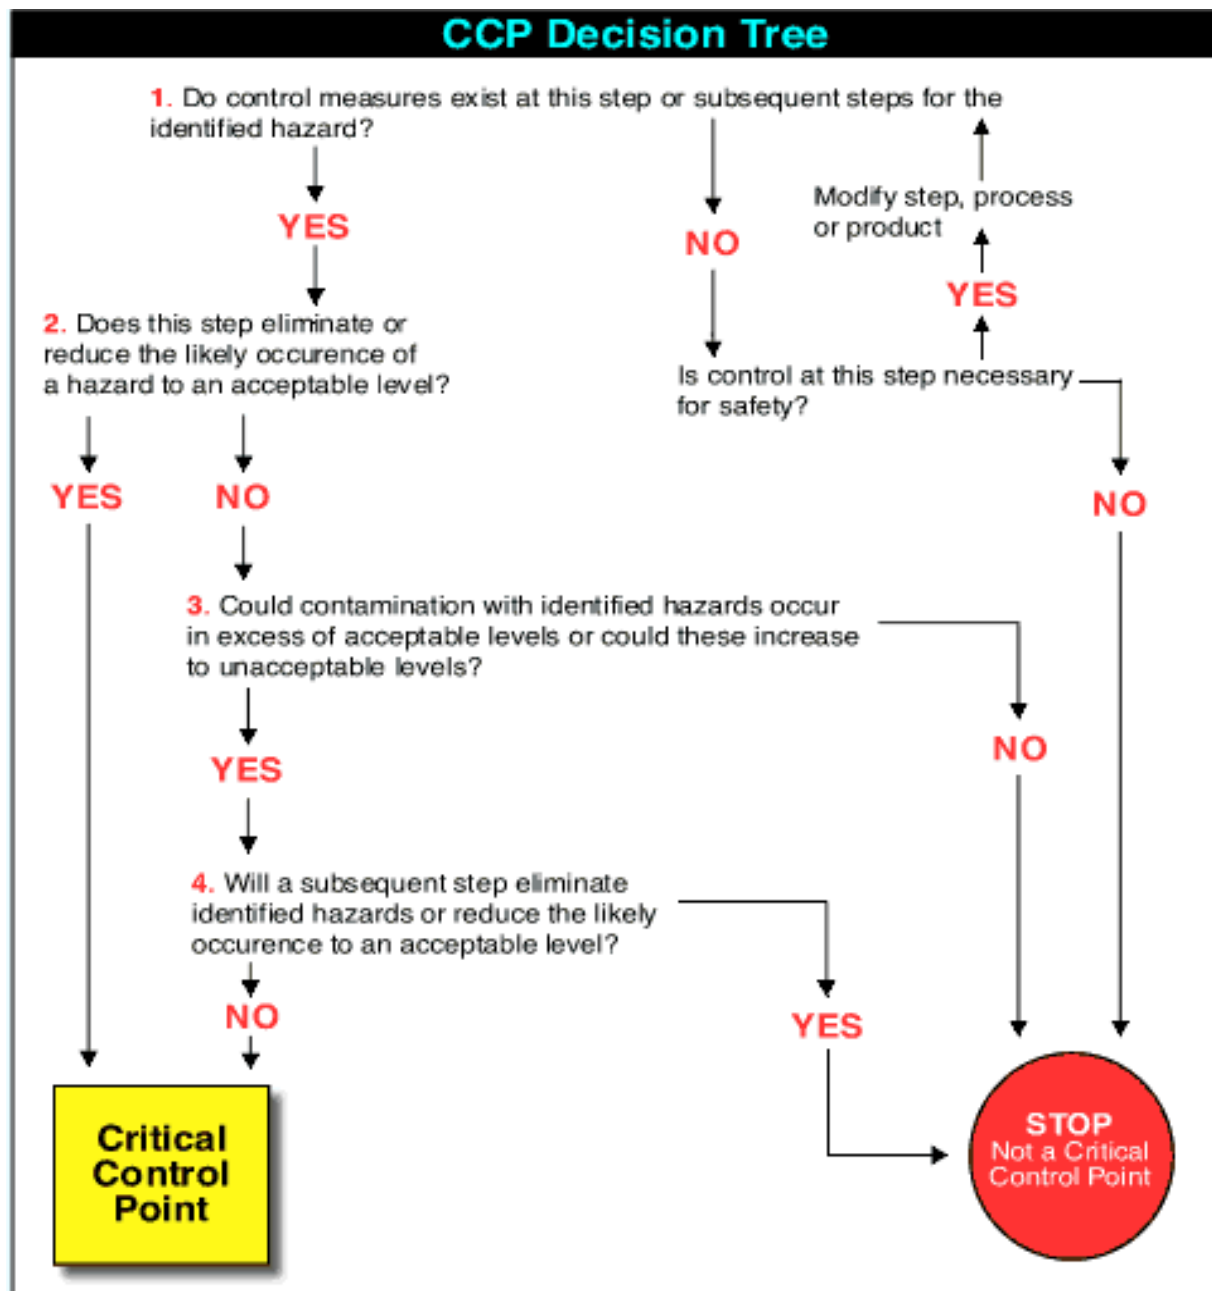 CCP Decision Tree
1. Do control measures exist at this step or subsequent steps for the
identified hazard?
YES
NO
Modify step, process
or product
YES
2. Does this step eliminate or
reduce the likely occurence of
a hazard to an acceptable level?
Is control at this step necessary
for safety?
YES
NO
NO
3. Could contamination with identified hazards occur
in excess of acceptable levels or could these increase
to unacceptable levels?
YES
NO
4. Will a subsequent step eliminate
identified hazards or reduce the likely
occurence to an acceptable level?
NO
YES
Critical
Control
Point
STOP
Not a Critical
Control Point